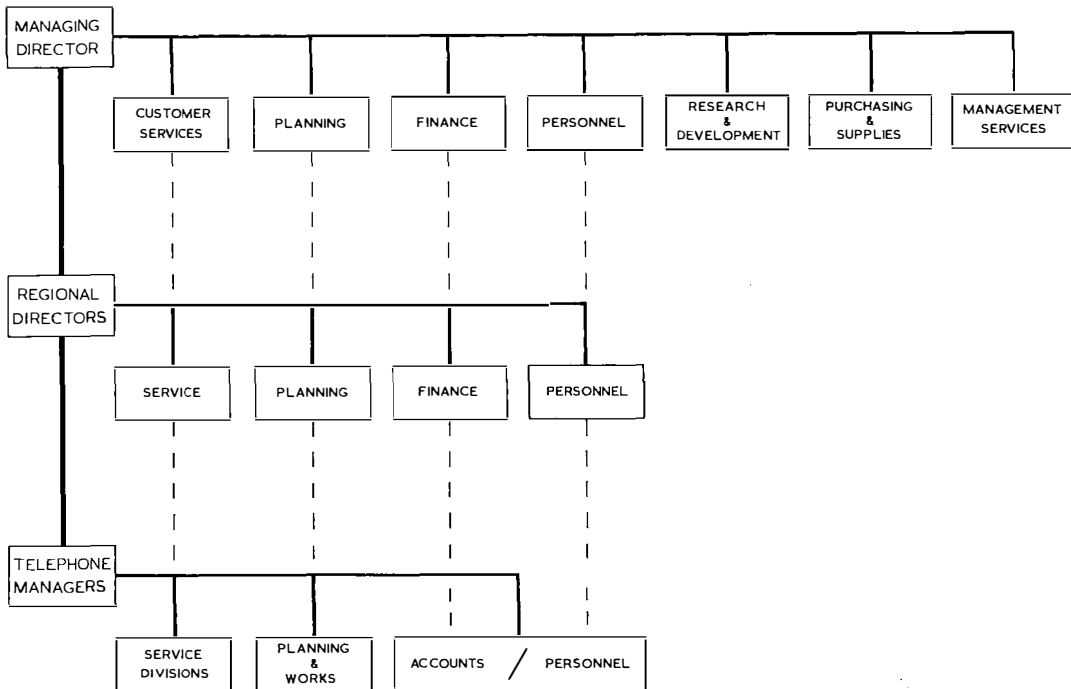 MANAGING
DIRECTOR
CUSTOMER
SERVICES
PLANNING
FINANCE
PERSONNEL
RESEARCH
&
DEVELOPMENT
PURCHASING
&
SUPPLIES
MANAGEMENT
SERVICES
REGIONAL
DIRECTORS
SERVICE
PLANNING
FINANCE
PERSONNEL
TELEPHONE
MANAGERS
SERVICE
DIVISIONS
PLANNING
&
WORKS
ACCOUNTS / PERSONNEL